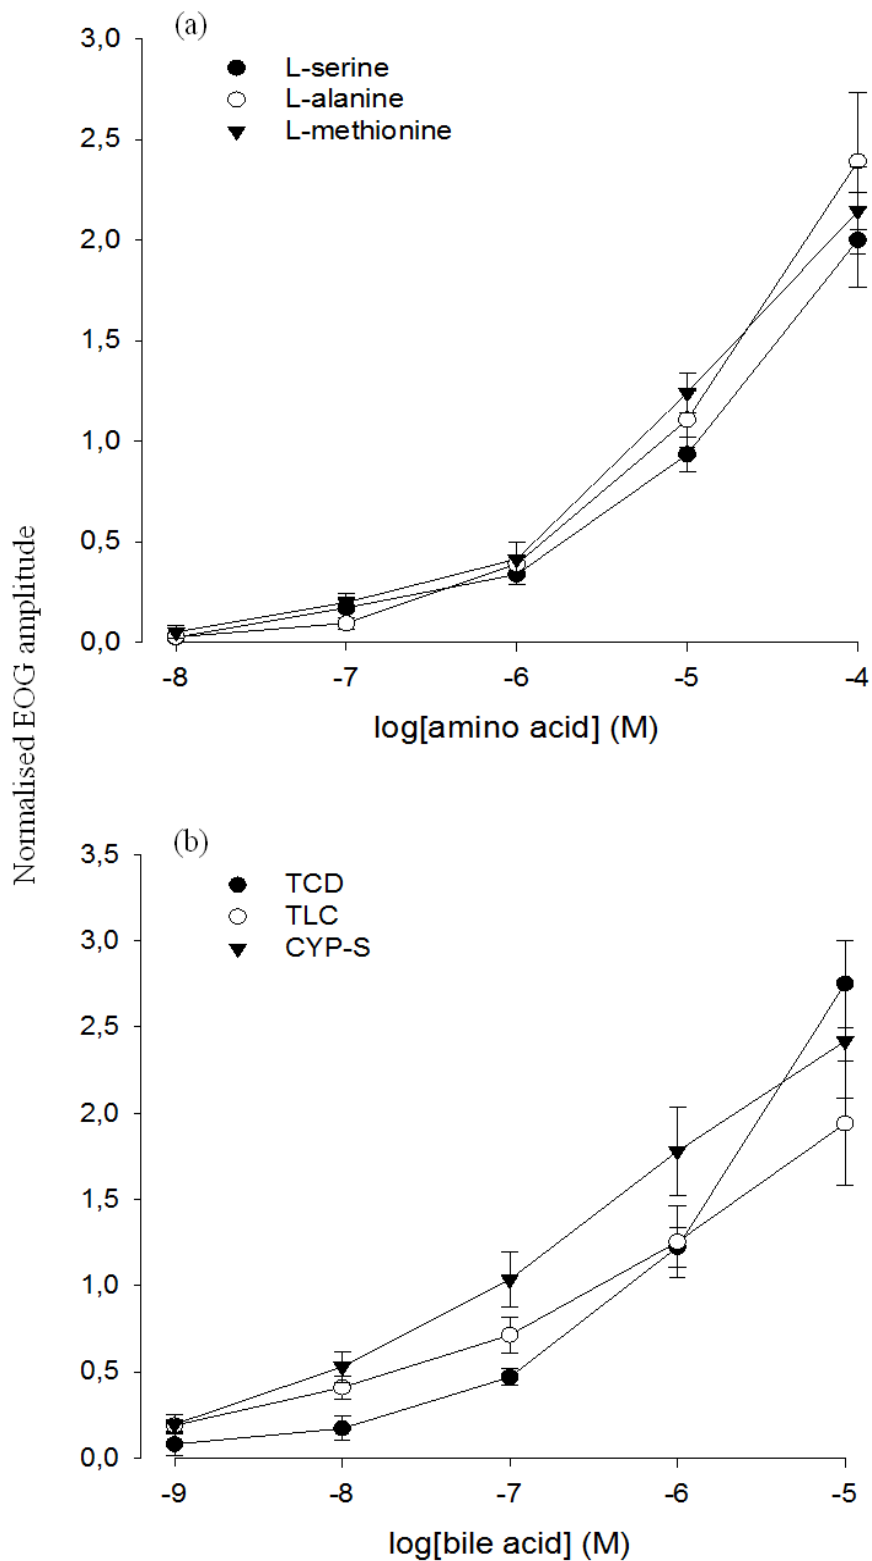 (a)
3,0
2,5
2,0
1,5
1,0
0,5
0,0
L-serine
L-alanine
L-methionine
-8 -7 -6 -5 -4
log[amino acid] (M)
Normalised EOG amplitude
(b)
3,5
3,0
2,5
2,0
1,5
1,0
0,5
0,0
TCD
TLC
CYP-S
-9 -8 -7 -6 -5
log[bile acid] (M)